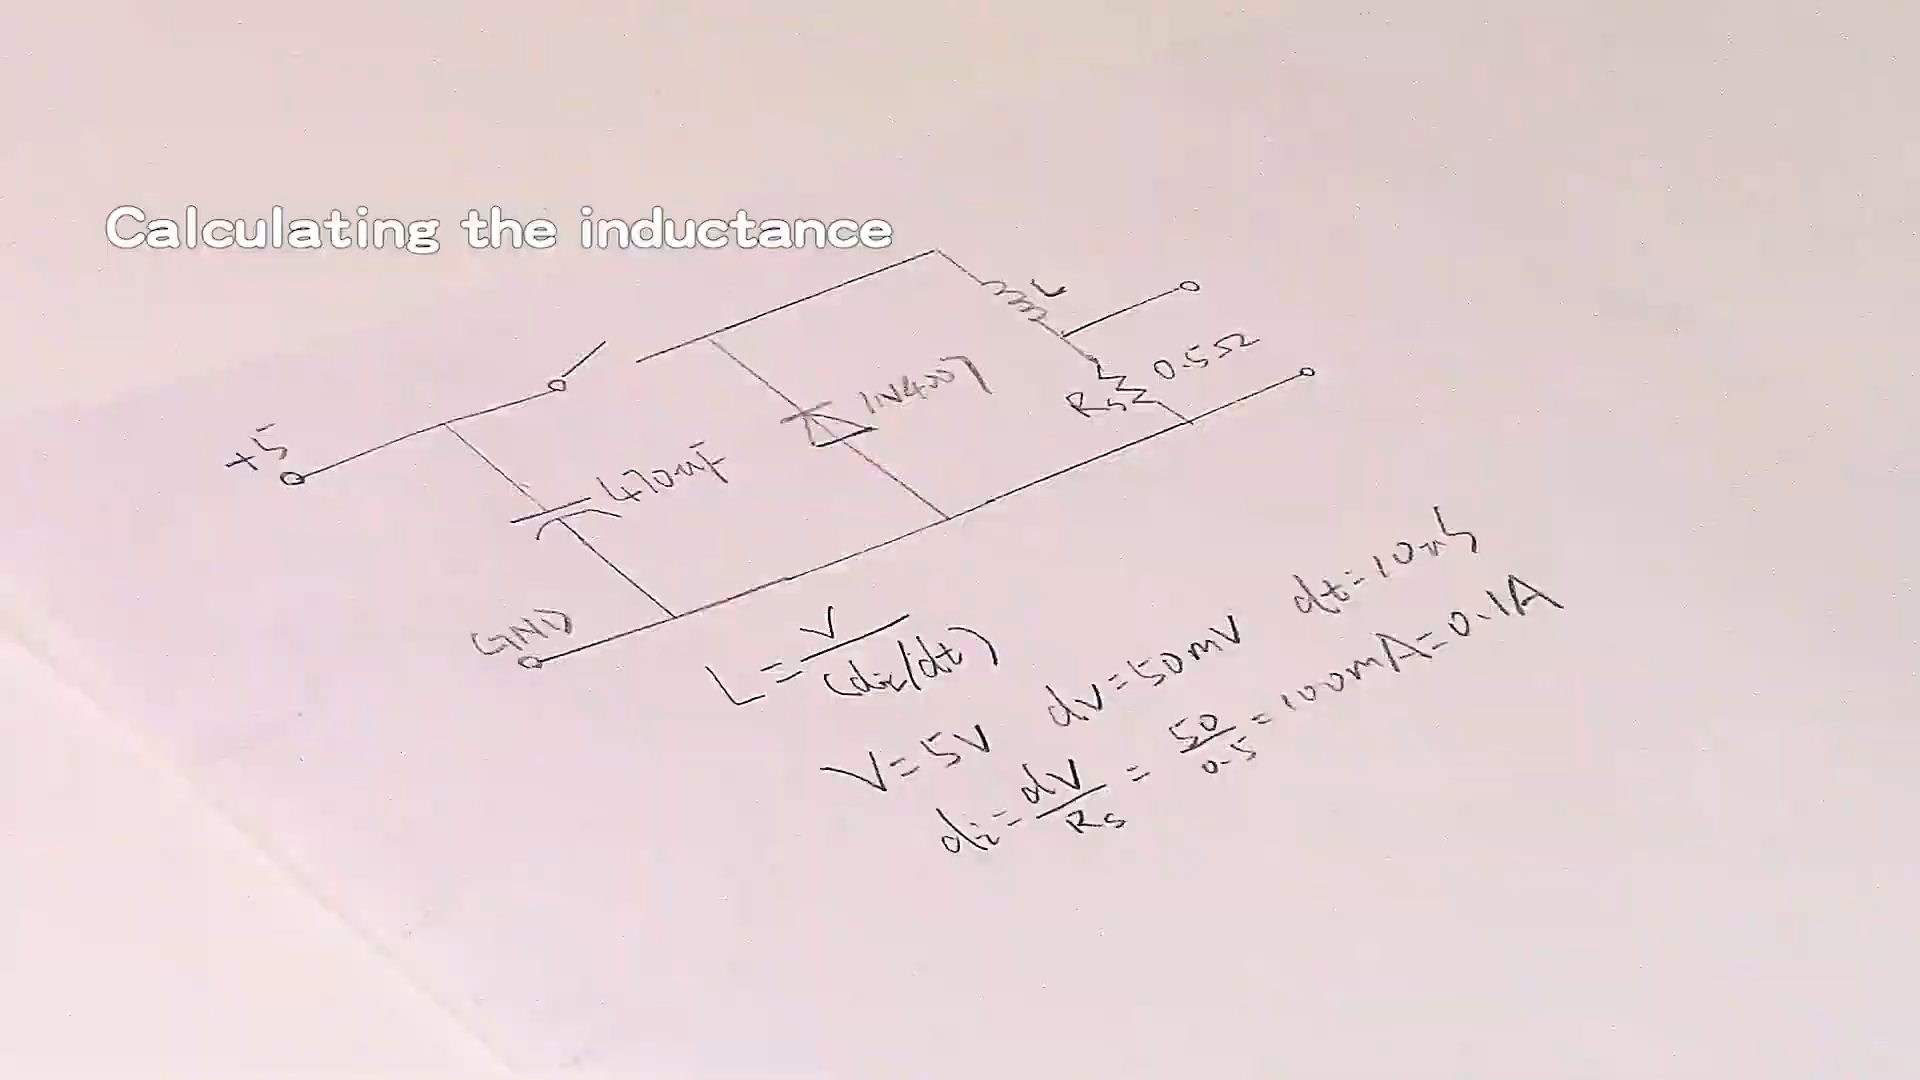 Calculating the inductance
L
+5
1N4007
Rs 0.5Ω
470uf
GND
L = V/(di/dt)
V = 5V dv = 50mV dt = 10uS
di = dv/Rs = 50/0.5 = 100mA = 0.1A